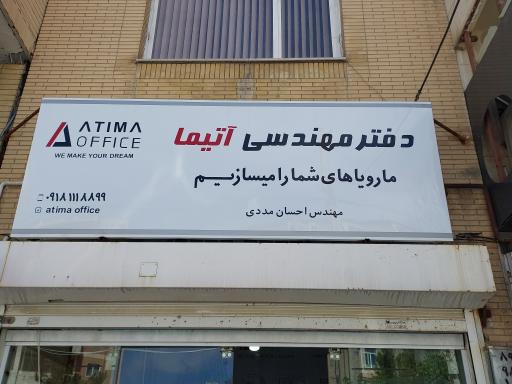 ATIMA
OFFICE
WE MAKE YOUR DREAM
دفتر مهندسی آتیما
ما رویاهای شما را میسازیم
مهندس احسان مددی
۰۹۱۸ ۱۱۱ ۸۸۹۹
atima office